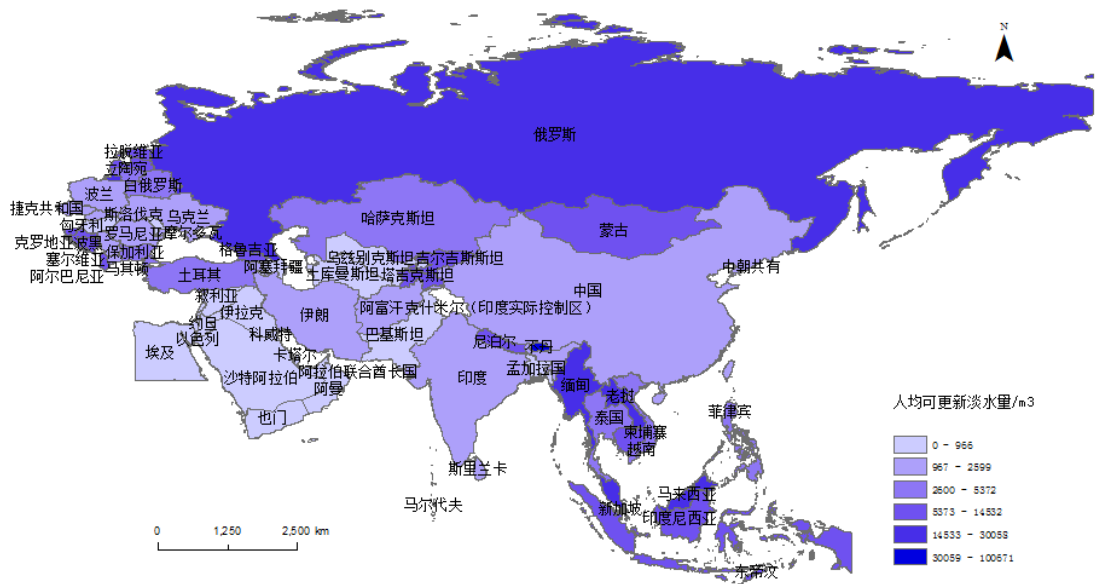 N
俄罗斯
拉脱维亚
立陶宛
白俄罗斯
波兰
捷克共和国
斯洛伐克
乌克兰
匈牙利
罗马尼亚
摩尔多瓦
克罗地亚
波黑
塞尔维亚
保加利亚
马其顿
阿尔巴尼亚
格鲁吉亚
阿塞拜疆
土耳其
哈萨克斯坦
蒙古
乌兹别克斯坦
吉尔吉斯斯坦
土库曼斯坦
塔吉克斯坦
中朝共有
中国
叙利亚
伊拉克
伊朗
阿富汗
克什米尔（印度实际控制区）
约旦
以色列
科威特
巴基斯坦
埃及
卡塔尔
尼泊尔
不丹
沙特阿拉伯
阿拉伯联合酋长国
阿曼
印度
孟加拉国
缅甸
老挝
也门
泰国
菲律宾
柬埔寨
越南
斯里兰卡
马尔代夫
马来西亚
新加坡
印度尼西亚
东帝汶
人均可更新淡水量/m3
0 - 966
967 - 2599
2600 - 5372
5373 - 14532
14533 - 30058
30059 - 100671
0 1,250 2,500 km